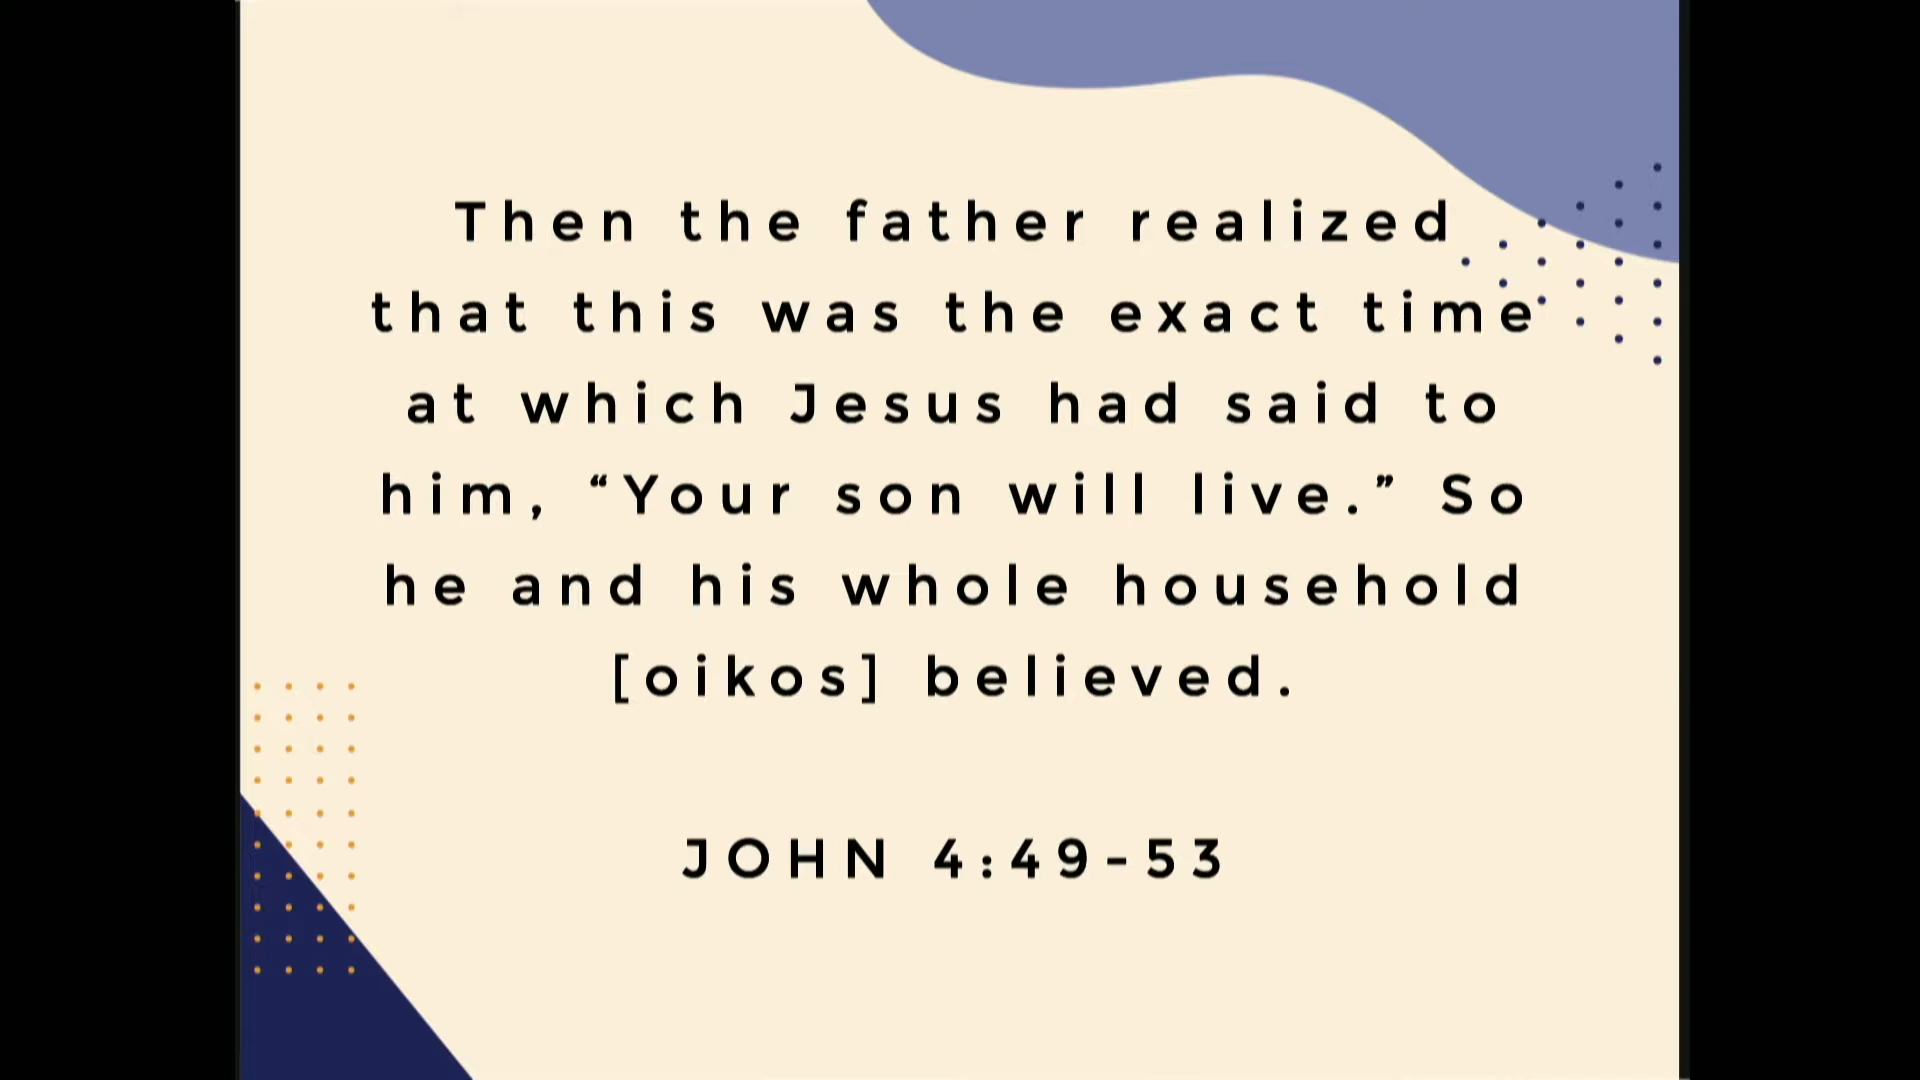 Then the father realized
that this was the exact time
at which Jesus had said to
him, “Your son will live.” So
he and his whole household
[oikos] believed.
JOHN 4:49-53